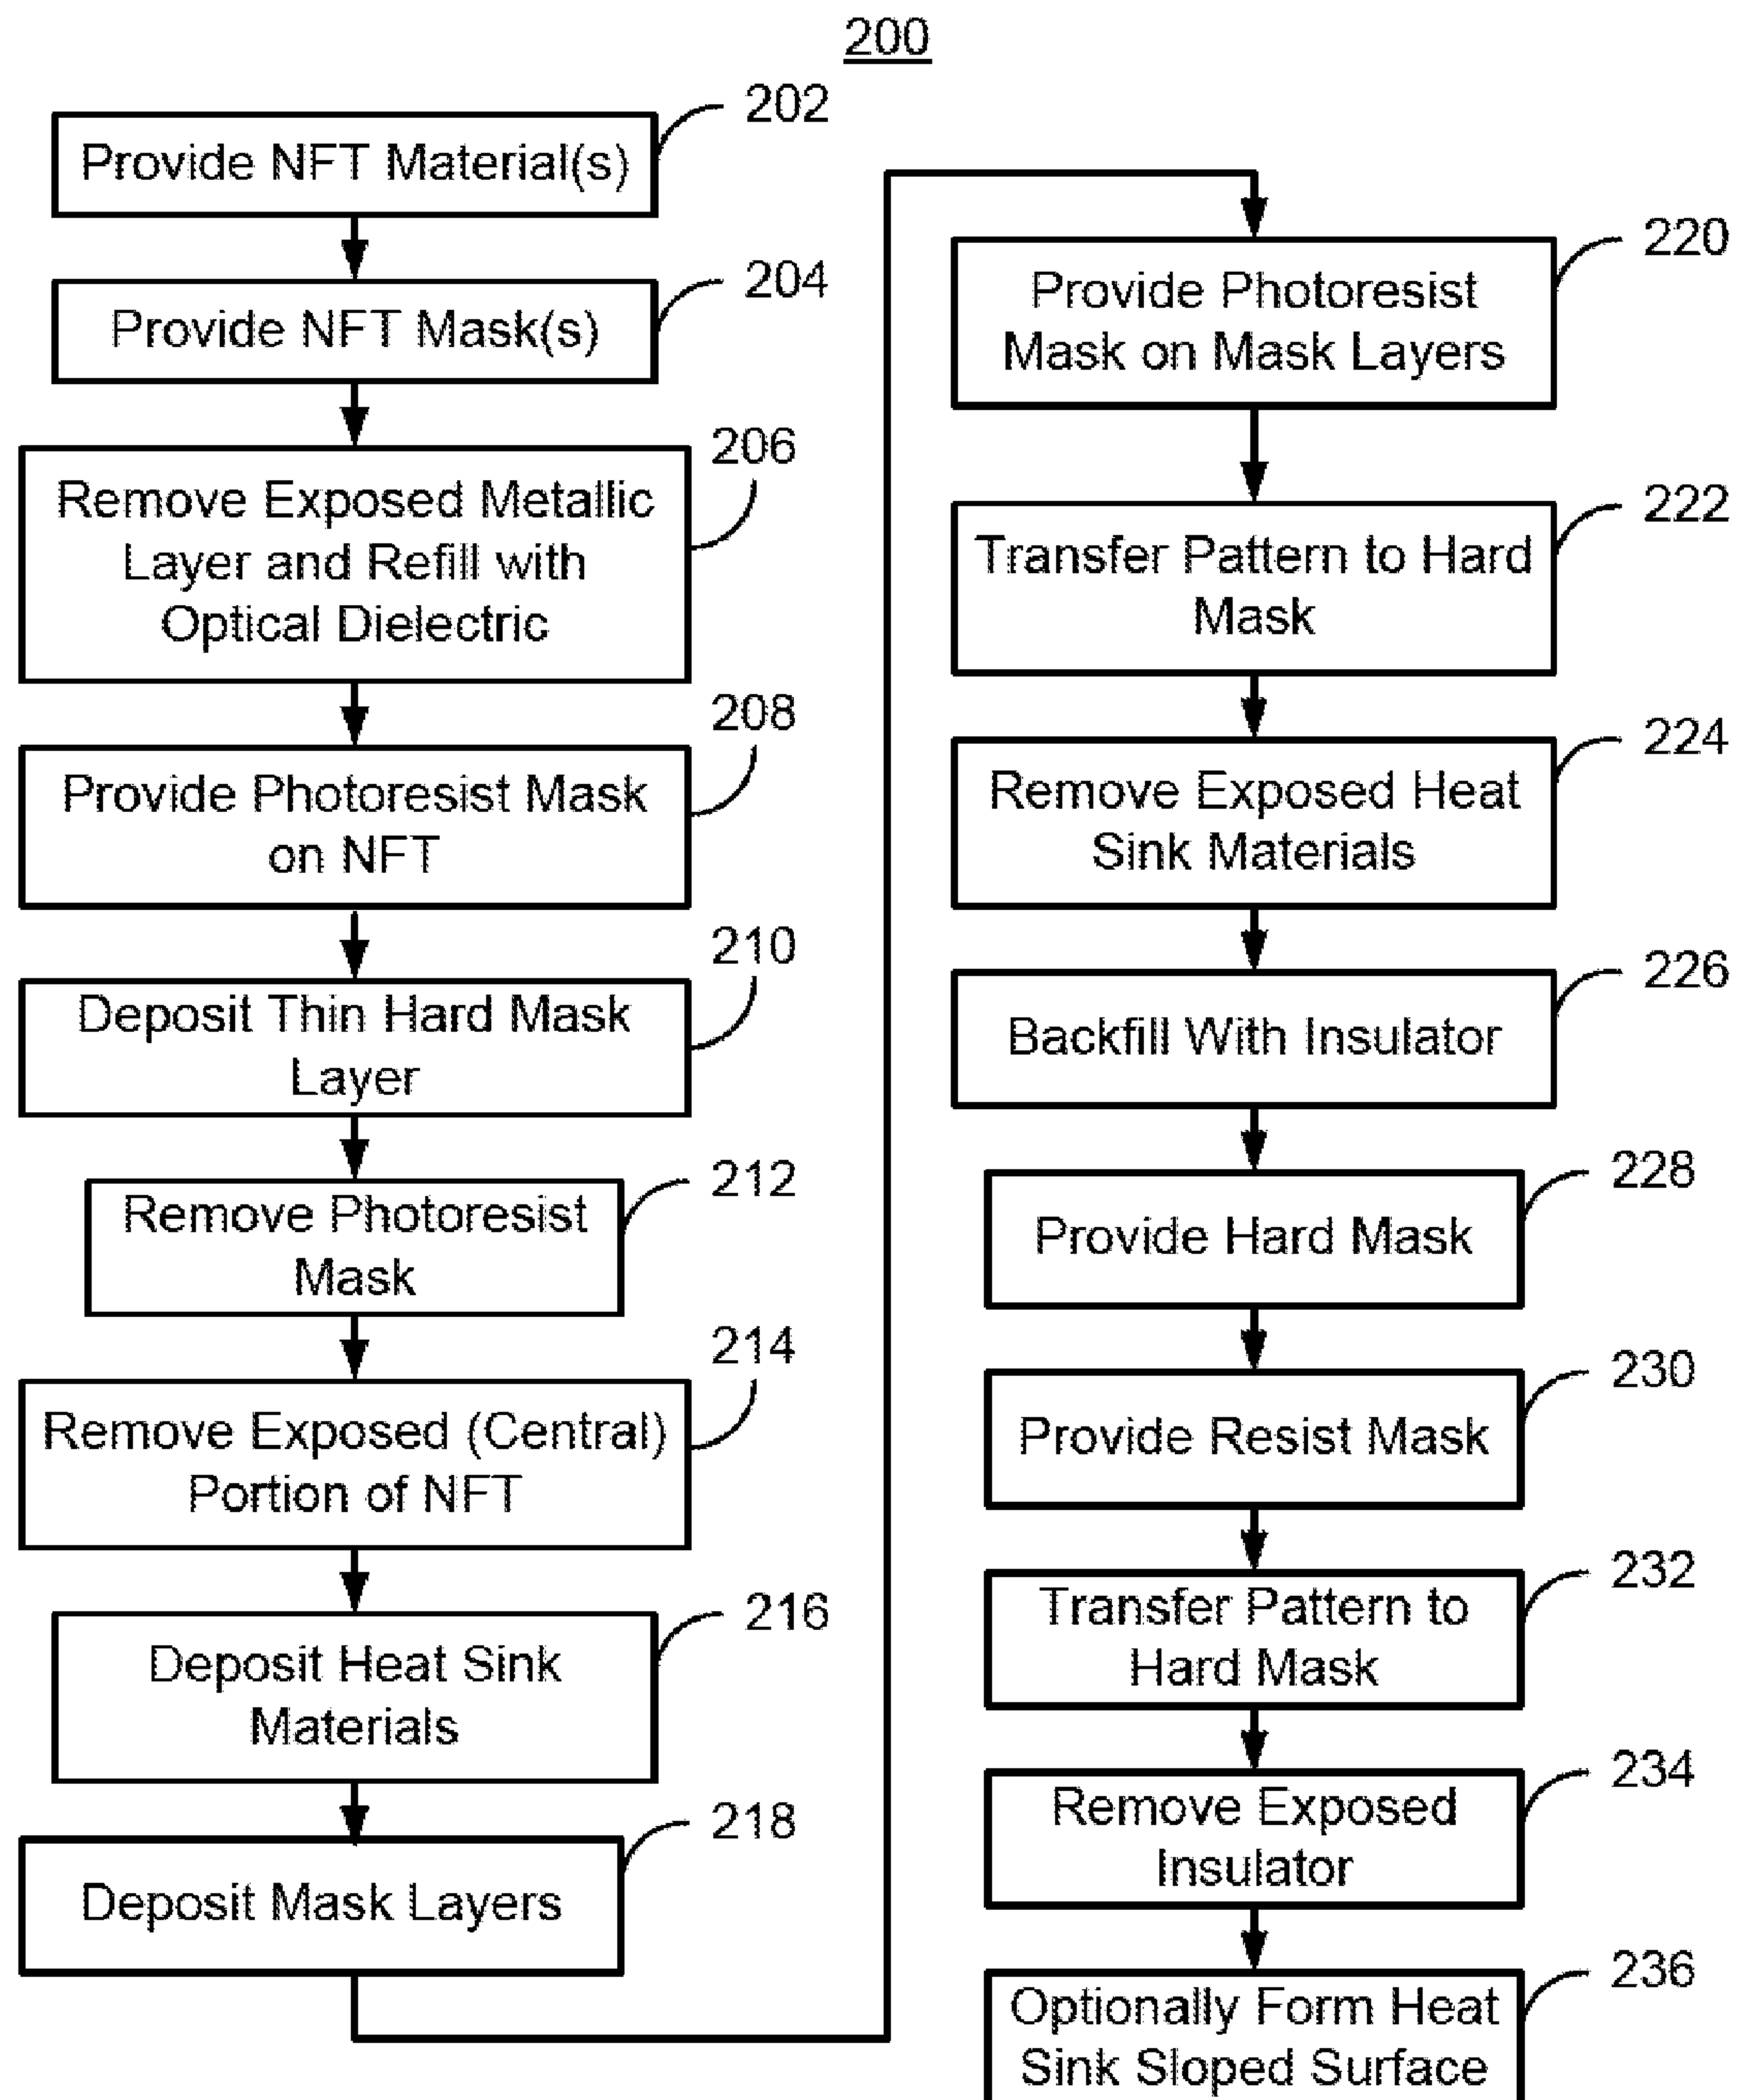 200
202
Provide NFT Material(s)
204
Provide NFT Mask(s)
206
Remove Exposed Metallic
Layer and Refill with
Optical Dielectric
208
Provide Photoresist Mask
on NFT
210
Deposit Thin Hard Mask
Layer
212
Remove Photoresist
Mask
214
Remove Exposed (Central)
Portion of NFT
216
Deposit Heat Sink
Materials
218
Deposit Mask Layers
220
Provide Photoresist
Mask on Mask Layers
222
Transfer Pattern to Hard
Mask
224
Remove Exposed Heat
Sink Materials
226
Backfill With Insulator
228
Provide Hard Mask
230
Provide Resist Mask
232
Transfer Pattern to
Hard Mask
234
Remove Exposed
Insulator
236
Optionally Form Heat
Sink Sloped Surface